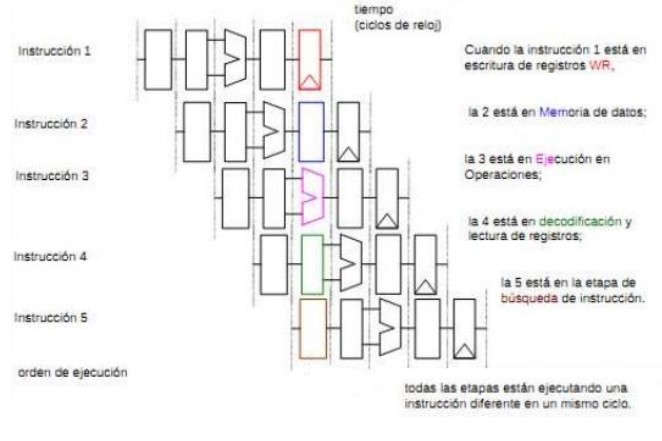 tiempo
(ciclos de reloj)
Instrucción 1
Cuando la instrucción 1 está en
escritura de registros WR,
Instrucción 2
la 2 está en Memoria de datos;
Instrucción 3
la 3 está en Ejecución en
Operaciones;
Instrucción 4
la 4 está en decodificación y
lectura de registros;
Instrucción 5
la 5 está en la etapa de
búsqueda de instrucción.
orden de ejecución
todas las etapas están ejecutando una
instrucción diferente en un mismo ciclo.